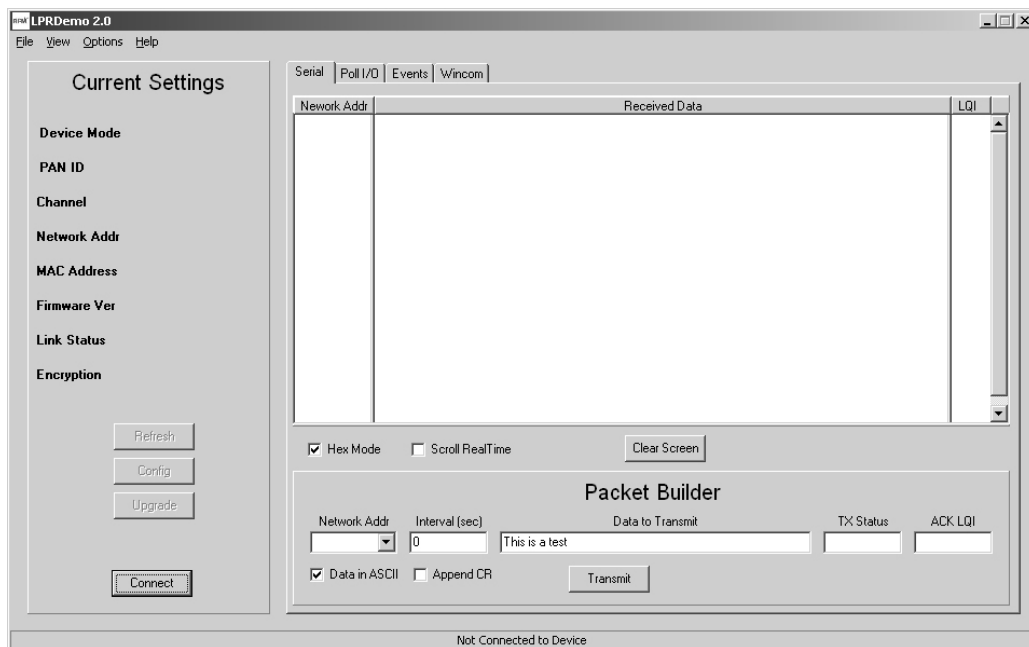 LPRDemo 2.0
File View Options Help
Current Settings
Device Mode
PAN ID
Channel
Network Addr
MAC Address
Firmware Ver
Link Status
Encryption
Refresh
Config
Upgrade
Connect
Serial Poll I/O Events Wincom
Nework Addr Received Data LQI
Hex Mode Scroll RealTime Clear Screen
Packet Builder
Network Addr Interval (sec) Data to Transmit TX Status ACK LQI
0 This is a test
Data in ASCII Append CR Transmit
Not Connected to Device